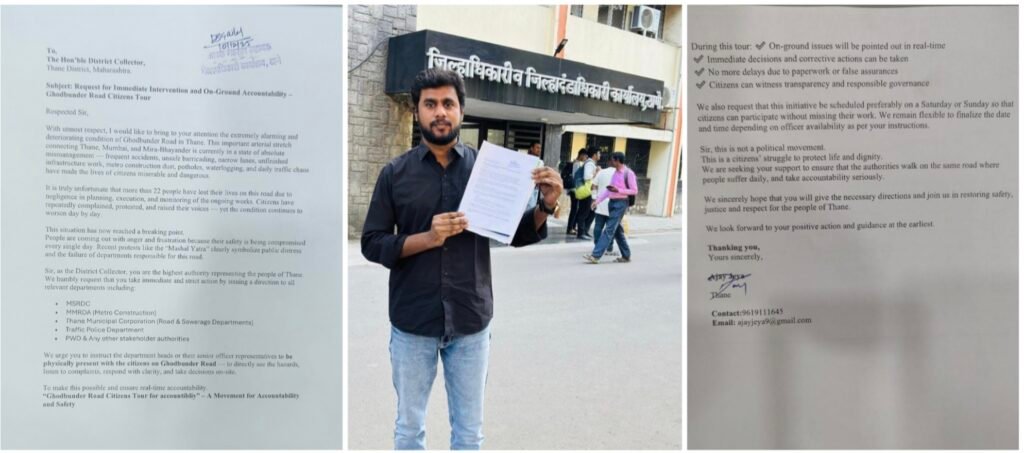 To,
The Hon'ble District Collector,
Thane District, Maharashtra.
Subject: Request for Immediate Intervention and On-Ground Accountability –
Ghodbunder Road Citizens Tour
Respected Sir,
With utmost respect, I would like to bring to your attention the extremely alarming and
deteriorating condition of Ghodbunder Road in Thane. This important arterial stretch
connecting Thane, Mumbai, and Mira-Bhayander is currently in a state of absolute
mismanagement — frequent accidents, unsafe barricading, narrow lanes, unfinished
infrastructure work, metro construction dust, potholes, waterlogging, and daily traffic chaos
have made the lives of citizens miserable and dangerous.
It is truly unfortunate that more than 22 people have lost their lives on this road due to
negligence in planning, execution, and monitoring of the ongoing works. Citizens have
repeatedly complained, protested, and raised their voices — yet the condition continues to
worsen day by day.
This situation has now reached a breaking point.
People are coming out with anger and frustration because their safety is being compromised
every single day. Recent protests like the "Mashal Yatra" clearly symbolize public distress
and the failure of departments responsible for this road.
Sir, as the District Collector, you are the highest authority representing the people of Thane.
We humbly request that you take immediate and strict action by issuing a direction to all
relevant departments including:
• MSRDC
• MMRDA (Metro Construction)
• Thane Municipal Corporation (Road & Sewerage Departments)
• Traffic Police Department
• PWD & Any other stakeholder authorities
We urge you to instruct the department heads or their senior officer representatives to be
physically present with the citizens on Ghodbunder Road — to directly see the hazards,
listen to complaints, respond with clarity, and take decisions on-site.
To make this possible and ensure real-time accountability.
"Ghodbunder Road Citizens Tour for accountibliy" – A Movement for Accountability
and Safety
जिल्हाधिकारी व जिल्हादंडाधिकारी कार्यालय, ठाणे
During this tour: ✔ On-ground issues will be pointed out in real-time
✔ Immediate decisions and corrective actions can be taken
✔ No more delays due to paperwork or false assurances
✔ Citizens can witness transparency and responsible governance
We also request that this initiative be scheduled preferably on a Saturday or Sunday so that
citizens can participate without missing their work. We remain flexible to finalize the date
and time depending on officer availability as per your instructions.
Sir, this is not a political movement.
This is a citizens' struggle to protect life and dignity.
We are seeking your support to ensure that the authorities walk on the same road where
people suffer daily, and take accountability seriously.
We sincerely hope that you will give the necessary directions and join us in restoring safety,
justice and respect for the people of Thane.
We look forward to your positive action and guidance at the earliest.
Thanking you,
Yours sincerely,
Ajay Jeya
Thane
Contact:9619111645
Email: ajayjeya9@gmail.com